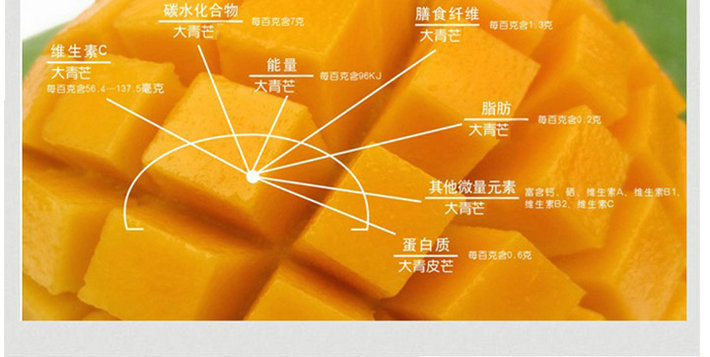 碳水化合物
大青芒
每百克含7克
膳食纤维
大青芒
每百克含1.3克
维生素C
大青芒
每百克含56.4—137.5毫克
能量
大青芒
每百克含96KJ
脂肪
大青芒
每百克含0.2克
其他微量元素
大青芒
富含钙、硒、维生素A、维生素B1、
维生素B2、维生素C
蛋白质
大青皮芒
每百克含0.6克